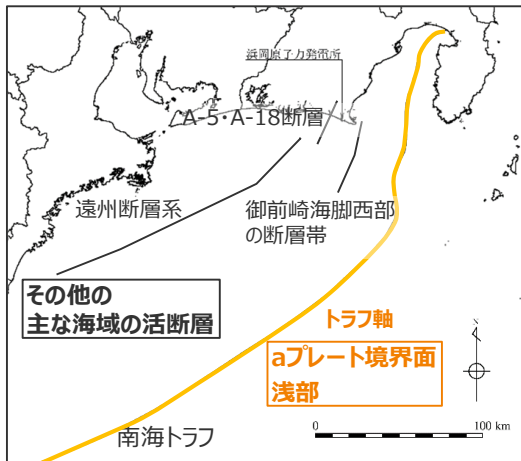 浜岡原子力発電所
A-5・A-18断層
遠州断層系
御前崎海脚西部
の断層帯
その他の
主な海域の活断層
トラフ軸
aプレート境界面
浅部
南海トラフ
N
0 100 km